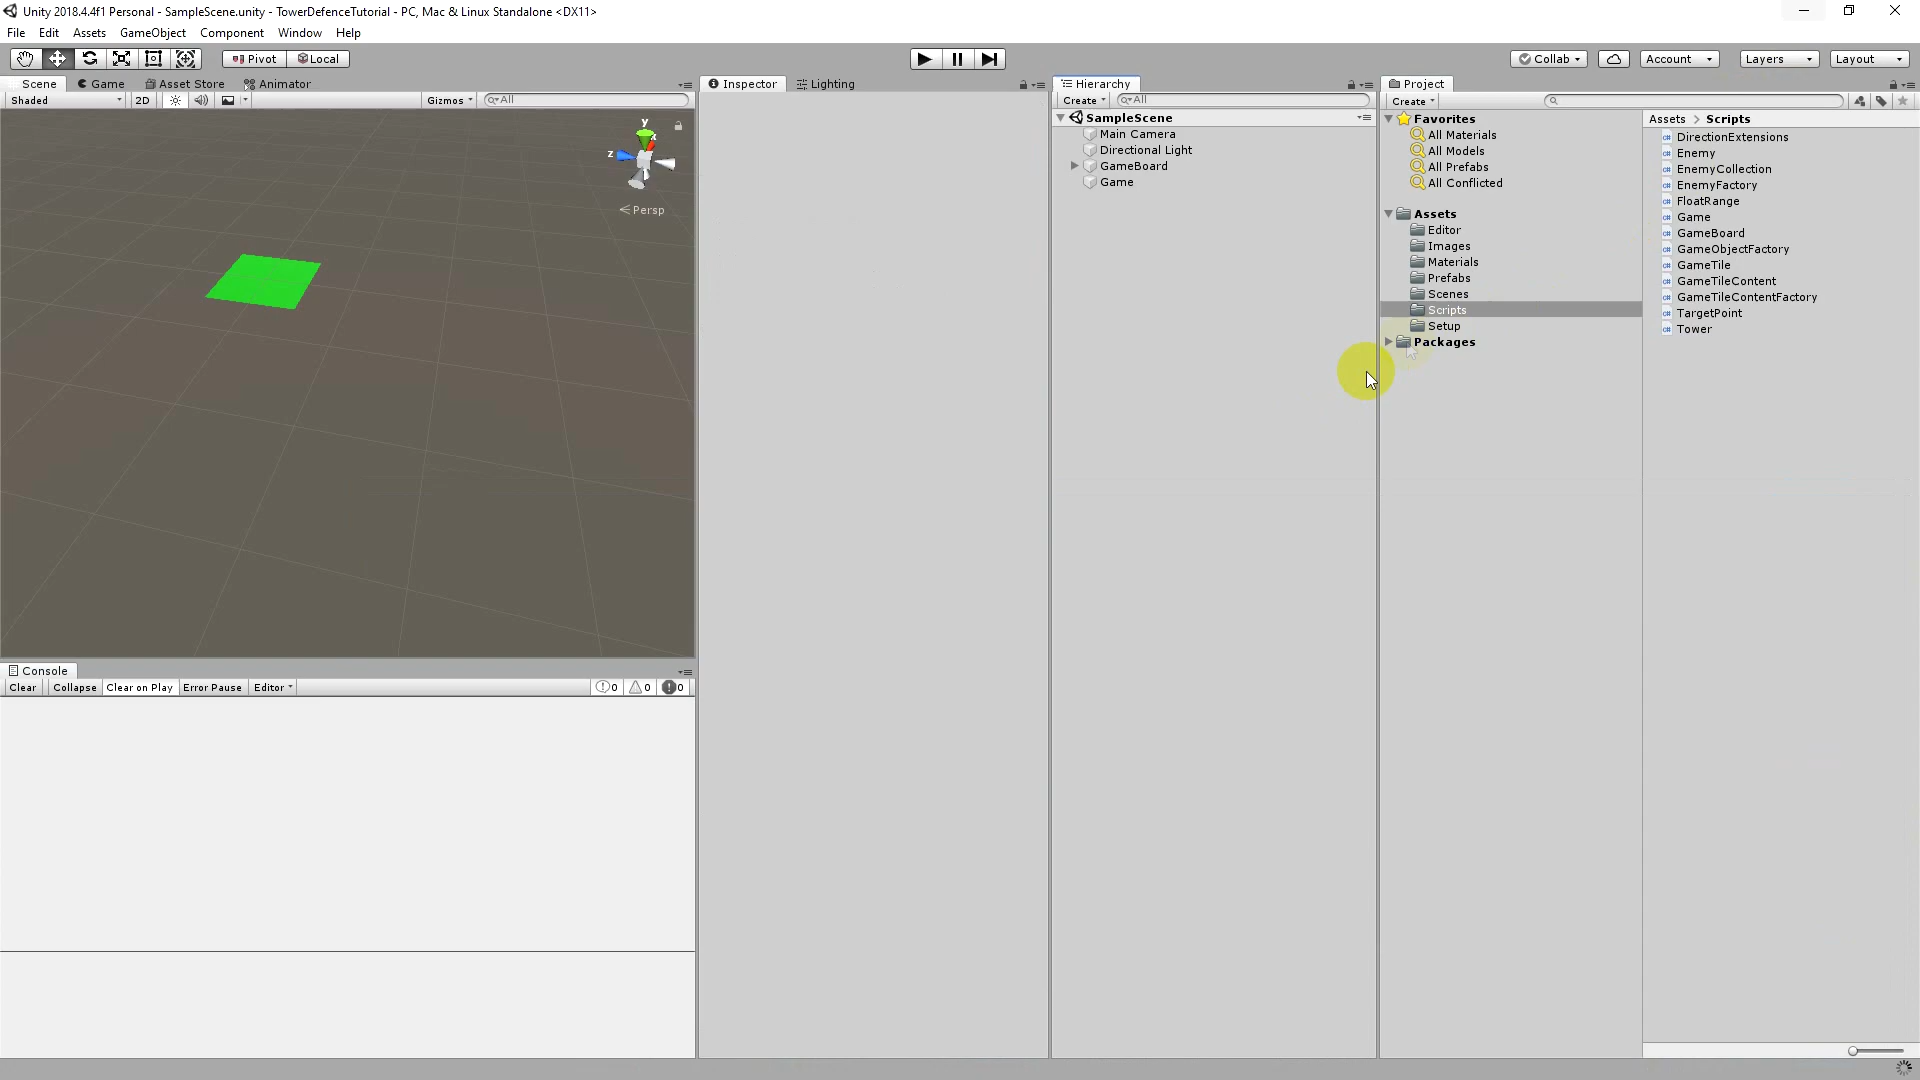 Unity 2018.4.4f1 Personal - SampleScene.unity - TowerDefenceTutorial - PC, Mac & Linux Standalone <DX11>
File Edit Assets GameObject Component Window Help
Pivot Local
Collab Account Layers Layout
Scene Game Asset Store Animator
Shaded 2D Gizmos All
y
z
Persp
Console
Clear Collapse Clear on Play Error Pause Editor 0 0 0
Inspector Lighting
Hierarchy
Create All
SampleScene
Main Camera
Directional Light
GameBoard
Game
Project
Create
Favorites
All Materials
All Models
All Prefabs
All Conflicted
Assets
Editor
Images
Materials
Prefabs
Scenes
Scripts
Setup
Packages
Assets > Scripts
DirectionExtensions
Enemy
EnemyCollection
EnemyFactory
FloatRange
Game
GameBoard
GameObjectFactory
GameTile
GameTileContent
GameTileContentFactory
TargetPoint
Tower